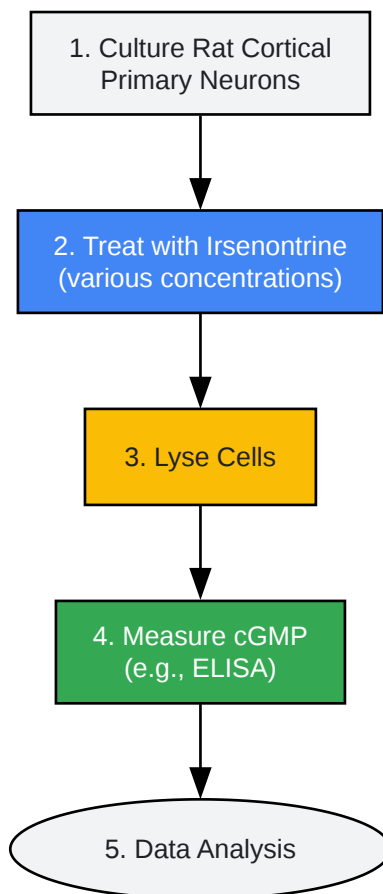 1. Culture Rat Cortical
Primary Neurons
2. Treat with Irsenontrine
(various concentrations)
3. Lyse Cells
4. Measure cGMP
(e.g., ELISA)
5. Data Analysis